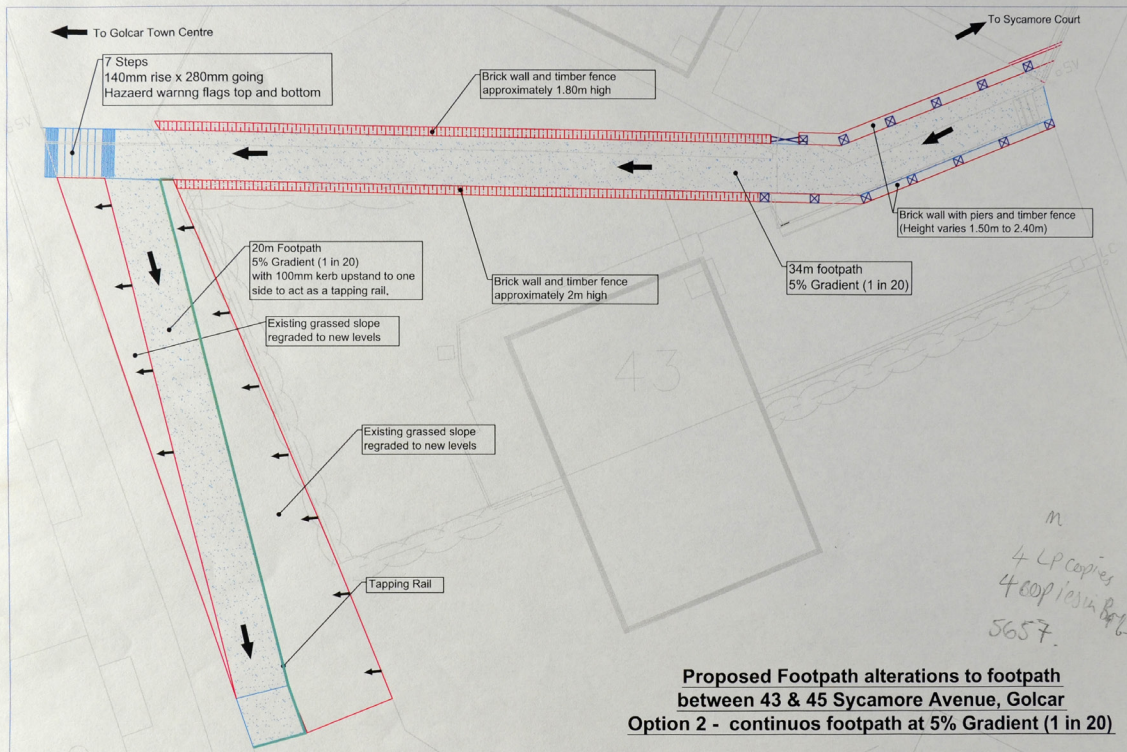 To Golcar Town Centre
To Sycamore Court
7 Steps
140mm rise x 280mm going
Hazaerd warnng flags top and bottom
Brick wall and timber fence
approximately 1.80m high
Brick wall with piers and timber fence
(Height varies 1.50m to 2.40m)
20m Footpath
5% Gradient (1 in 20)
with 100mm kerb upstand to one
side to act as a tapping rail.
Brick wall and timber fence
approximately 2m high
34m footpath
5% Gradient (1 in 20)
Existing grassed slope
regraded to new levels
43
Existing grassed slope
regraded to new levels
Tapping Rail
4 LP copies
4 copies in
5657.
Proposed Footpath alterations to footpath
between 43 & 45 Sycamore Avenue, Golcar
Option 2 - continuos footpath at 5% Gradient (1 in 20)